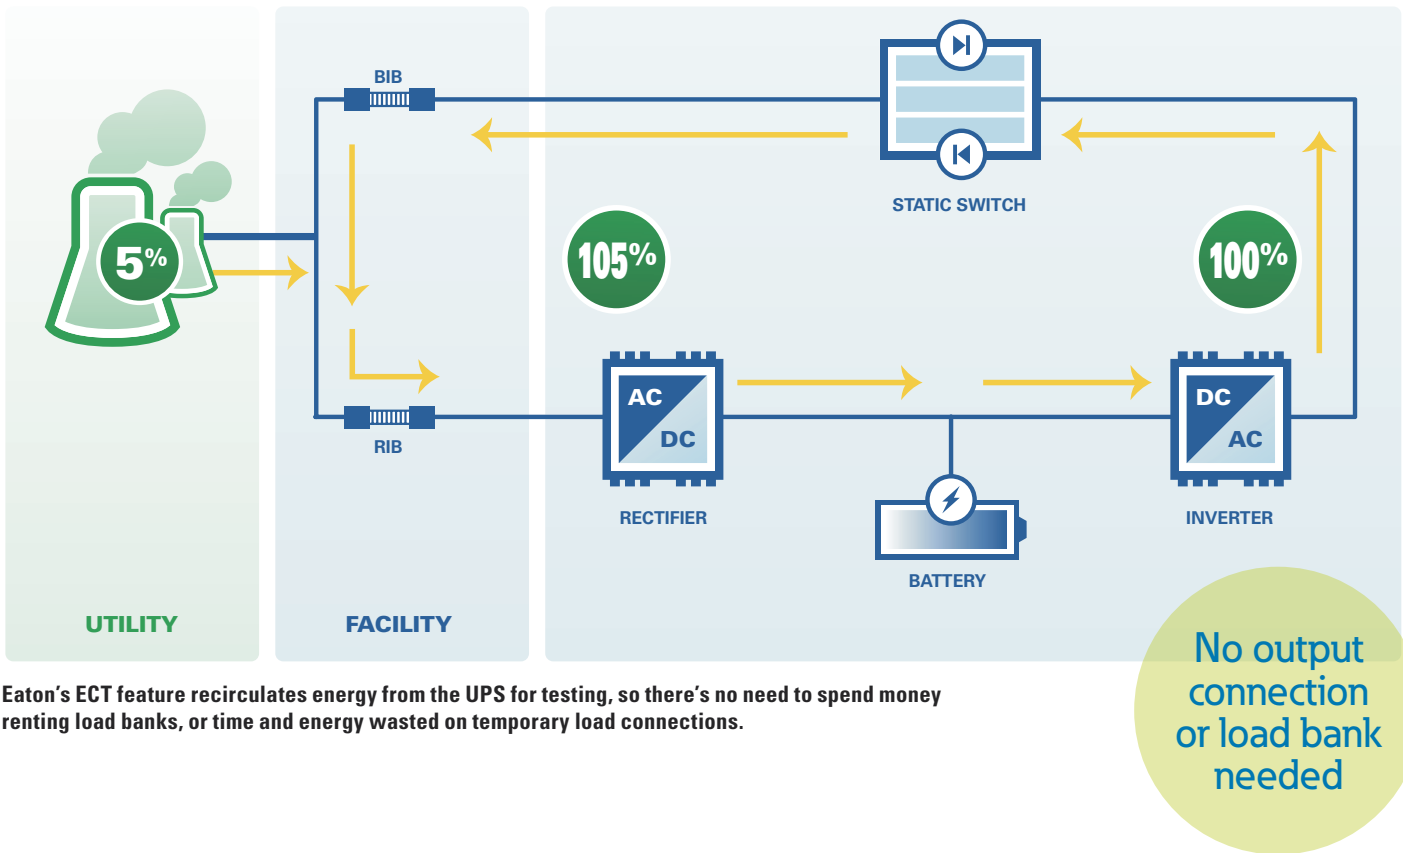 BIB
STATIC SWITCH
5%
105%
100%
AC
DC
DC
AC
RIB
RECTIFIER
INVERTER
BATTERY
UTILITY
FACILITY
No output
connection
or load bank
needed
Eaton's ECT feature recirculates energy from the UPS for testing, so there's no need to spend money
renting load banks, or time and energy wasted on temporary load connections.